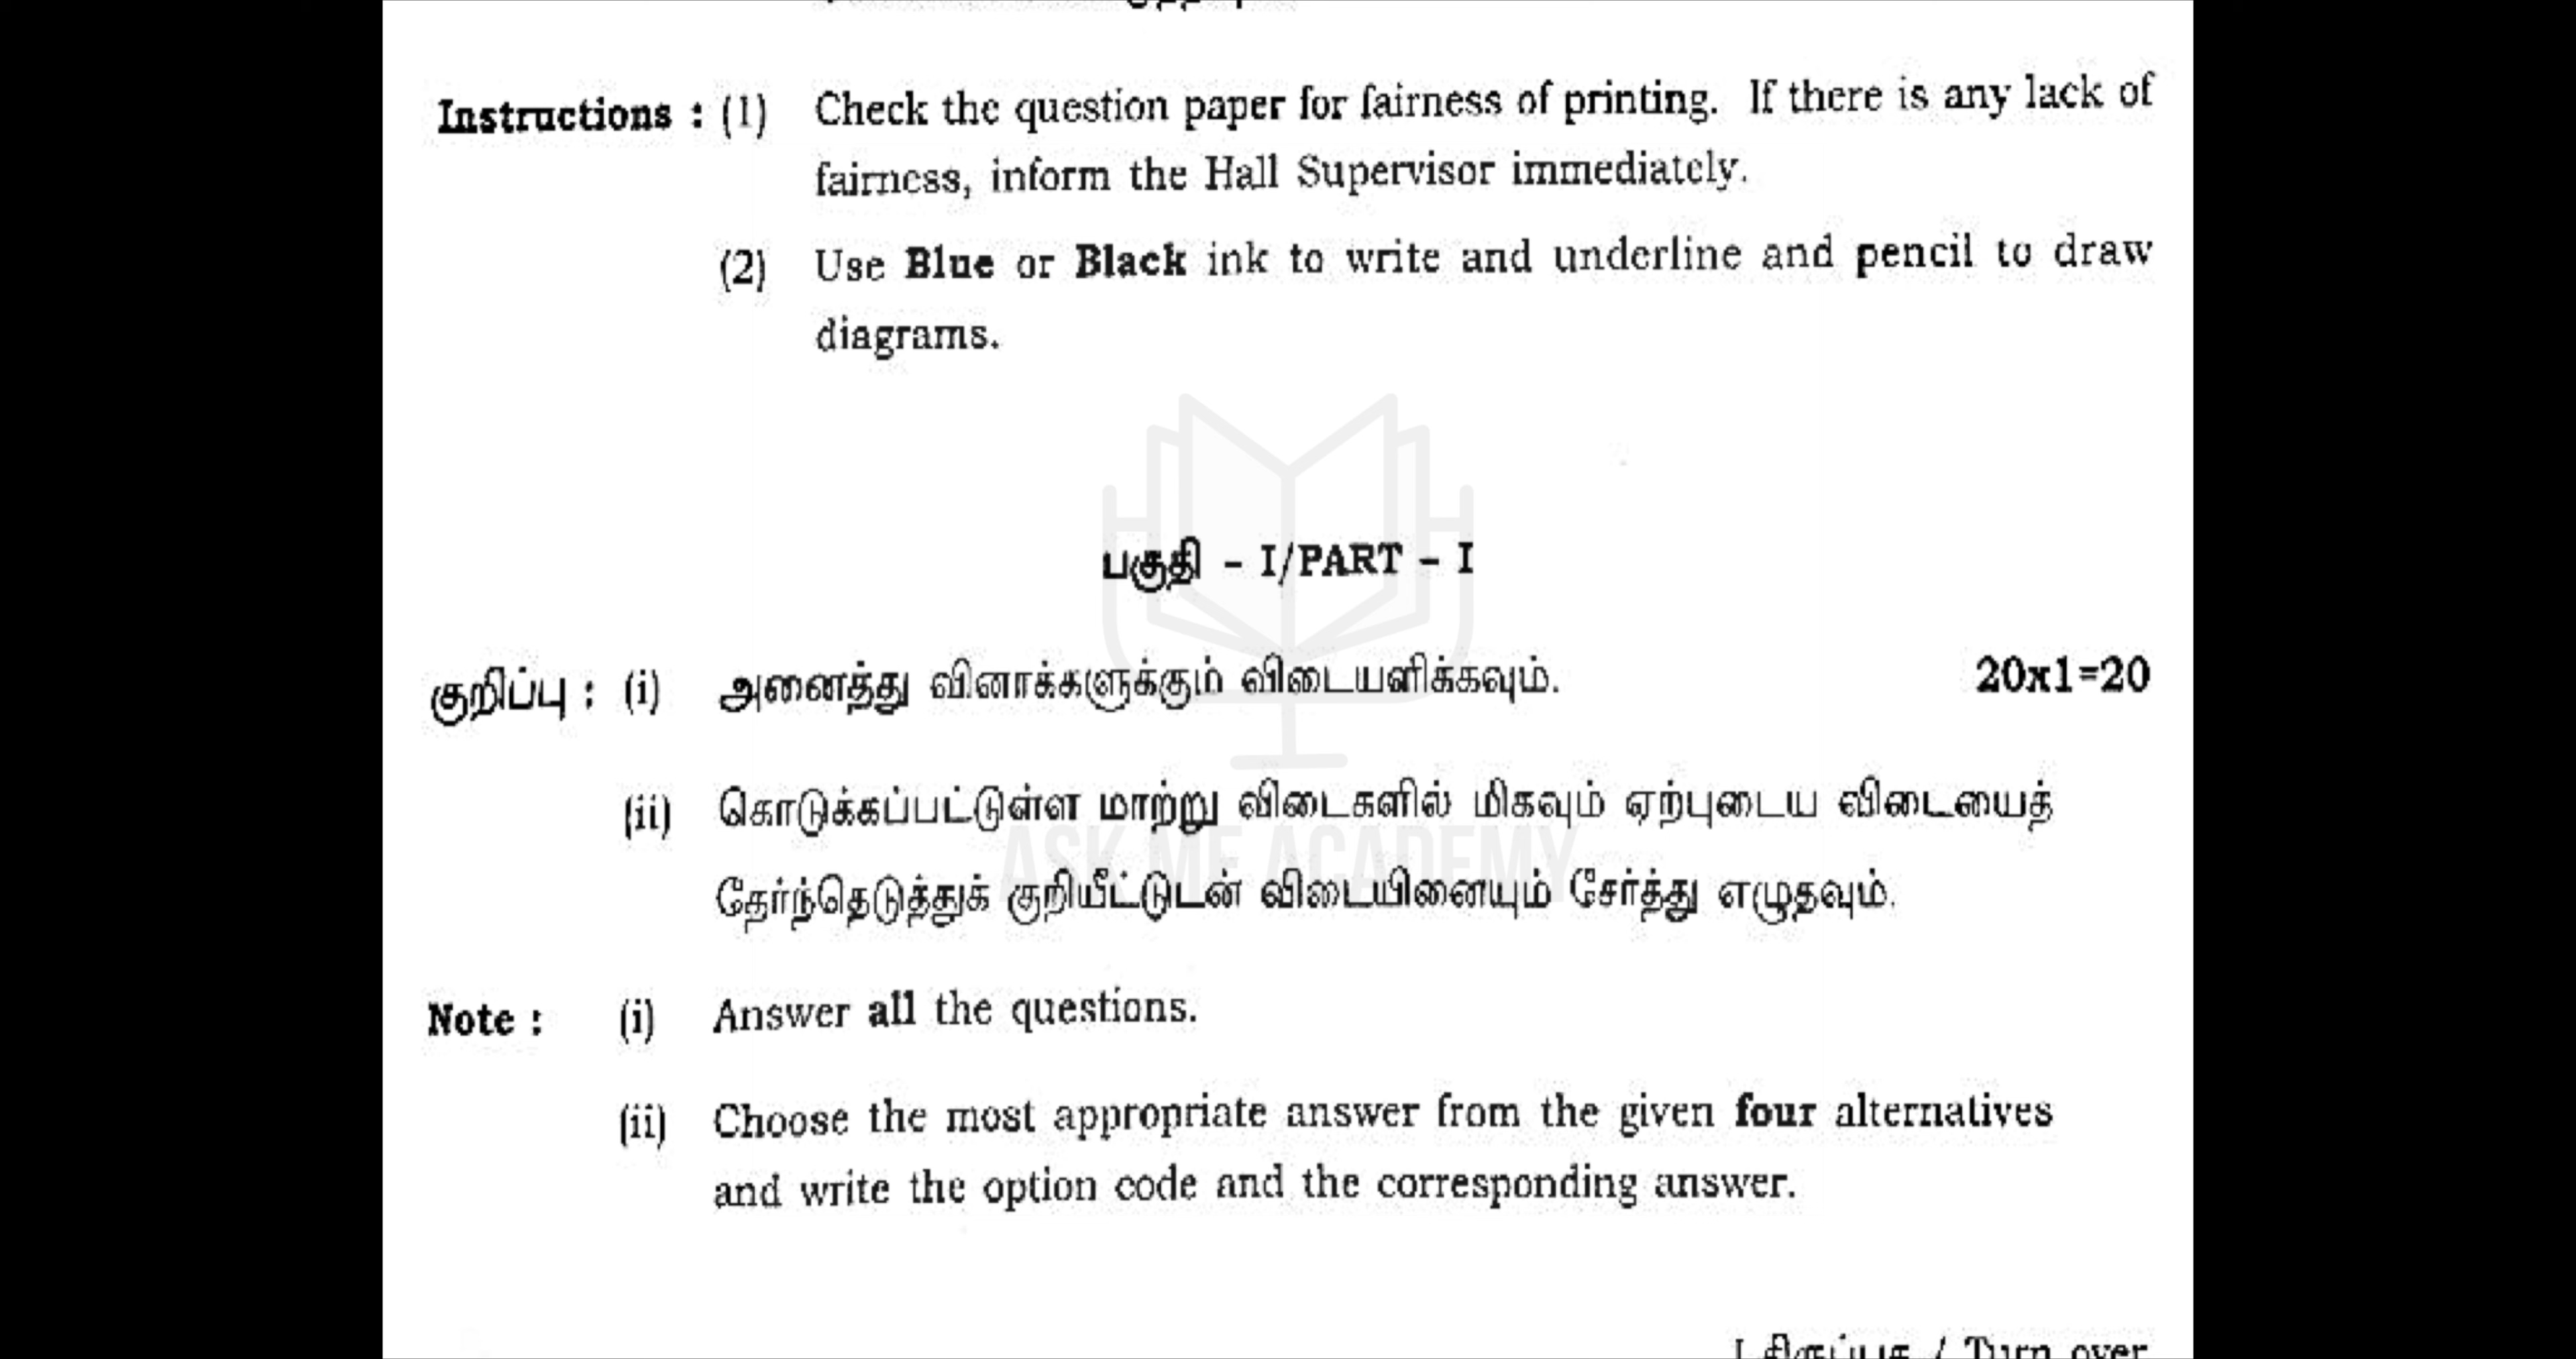 Instructions : (1) Check the question paper for fairness of printing. If there is any lack of
fairness, inform the Hall Supervisor immediately.
(2) Use Blue or Black ink to write and underline and pencil to draw
diagrams.
பகுதி - I/PART - I
குறிப்பு : (i) அனைத்து வினாக்களுக்கும் விடையளிக்கவும். 20x1=20
(ii) கொடுக்கப்பட்டுள்ள மாற்று விடைகளில் மிகவும் ஏற்புடைய விடையைத்
ASK ME ACADEMY
தேர்ந்தெடுத்துக் குறியீட்டுடன் விடையினையும் சேர்த்து எழுதவும்.
Note : (i) Answer all the questions.
(ii) Choose the most appropriate answer from the given four alternatives
and write the option code and the corresponding answer.
/ Turn over